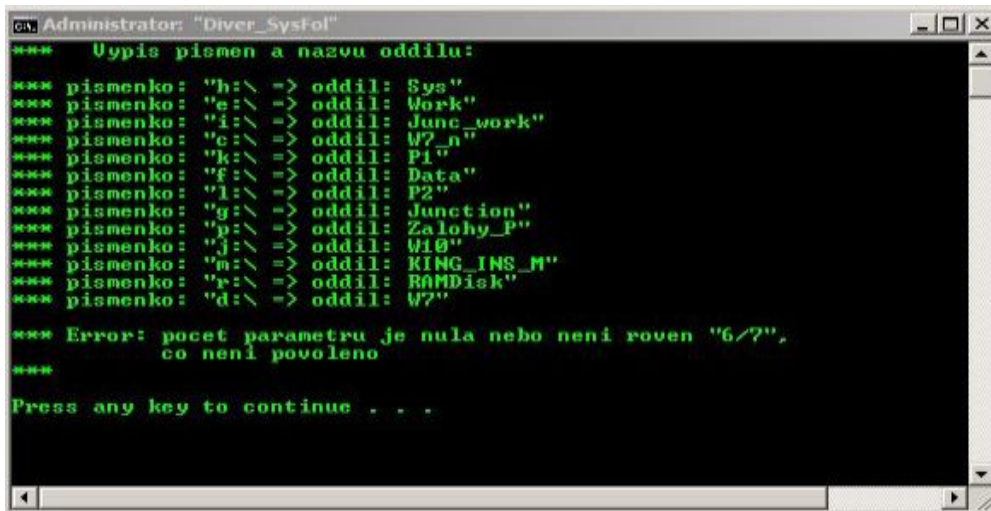 Administrator: "Diver_SysFol"
*** Vypis pismen a nazvu oddilu:
*** pismenko: "h:\ => oddil: Sys"
*** pismenko: "e:\ => oddil: Work"
*** pismenko: "i:\ => oddil: Junc_work"
*** pismenko: "c:\ => oddil: W7_n"
*** pismenko: "k:\ => oddil: P1"
*** pismenko: "f:\ => oddil: Data"
*** pismenko: "l:\ => oddil: P2"
*** pismenko: "g:\ => oddil: Junction"
*** pismenko: "p:\ => oddil: Zalohy_P"
*** pismenko: "j:\ => oddil: W10"
*** pismenko: "m:\ => oddil: KING_INS_M"
*** pismenko: "r:\ => oddil: RAMDisk"
*** pismenko: "d:\ => oddil: W7"
*** Error: pocet parametru je nula nebo neni roven "6/7",
co neni povoleno
***
Press any key to continue . . .